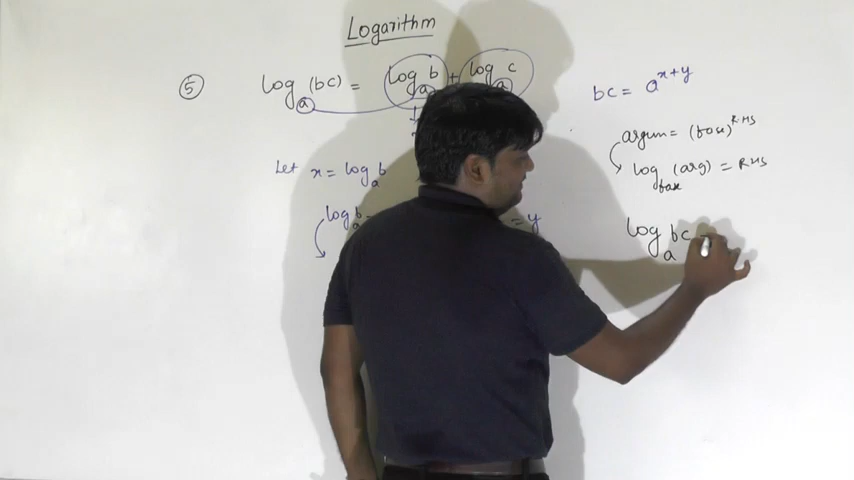 Logarithm
⑤ log_a (bc) = log_a b + log_a c
Let x = log_a b
log_a b =
= y
bc = a^(x+y)
argum = (base)^RHS
log_base (arg) = RHS
log_a bc =